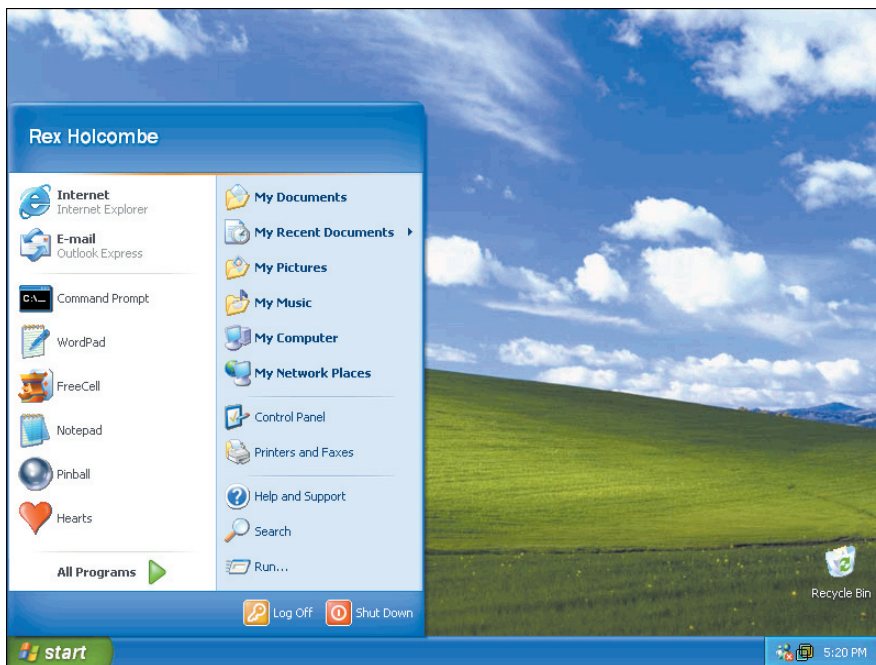 Rex Holcombe
Internet
Internet Explorer
E-mail
Outlook Express
C:\_
Command Prompt
WordPad
FreeCell
Notepad
Pinball
Hearts
All Programs
My Documents
My Recent Documents
My Pictures
My Music
My Computer
My Network Places
Control Panel
Printers and Faxes
Help and Support
Search
Run...
Log Off
Shut Down
Recycle Bin
start
5:20 PM